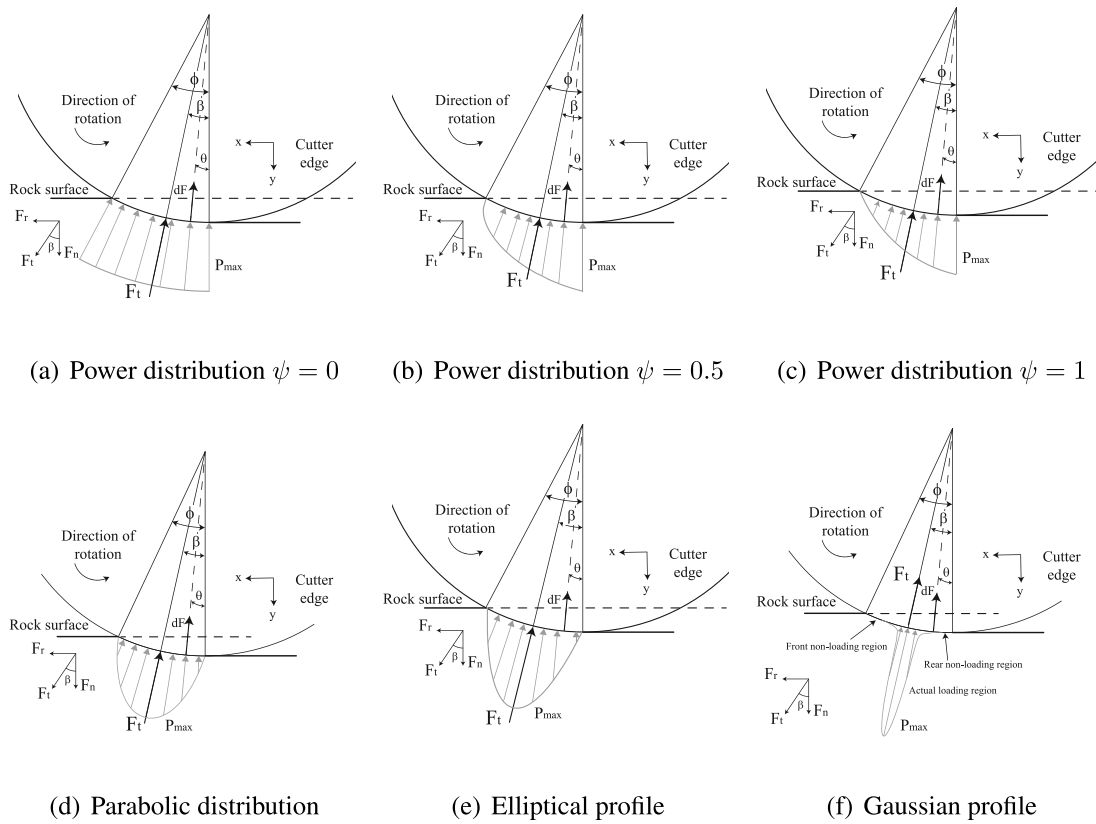 ϕ
β
θ
Direction of
rotation
x
y
Cutter
edge
Rock surface
dF
Fr
Ft
β
Fn
Pmax
Ft
(a) Power distribution ψ = 0
ϕ
β
θ
Direction of
rotation
x
y
Cutter
edge
Rock surface
dF
Fr
Ft
β
Fn
Pmax
Ft
(b) Power distribution ψ = 0.5
ϕ
β
θ
Direction of
rotation
x
y
Cutter
edge
Rock surface
dF
Fr
Ft
β
Fn
Pmax
Ft
(c) Power distribution ψ = 1
ϕ
β
θ
Direction of
rotation
x
y
Cutter
edge
Rock surface
dF
Fr
Ft
β
Fn
Pmax
Ft
(d) Parabolic distribution
ϕ
β
θ
Direction of
rotation
x
y
Cutter
edge
Rock surface
dF
Fr
Ft
β
Fn
Pmax
Ft
(e) Elliptical profile
ϕ
β
θ
Direction of
rotation
x
y
Cutter
edge
Ft
dF
Rock surface
Front non-loading region
Rear non-loading region
Actual loading region
Fr
Ft
β
Fn
Pmax
(f) Gaussian profile